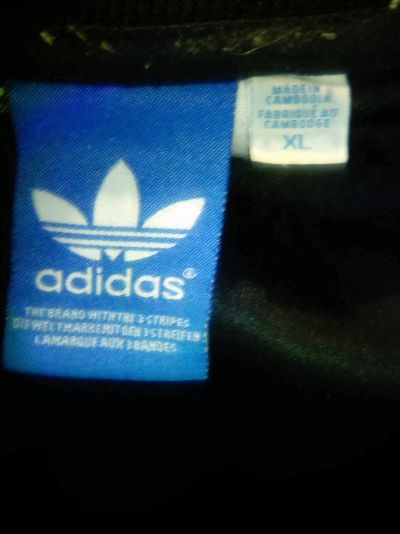 adidas®
THE BRAND WITH THE 3 STRIPES
DIE WELTMARKE MIT DEN 3 STREIFEN
LA MARQUE AUX 3 BANDES
MADE IN
CAMBODIA
FABRIQUÉ AU
CAMBODGE
XL